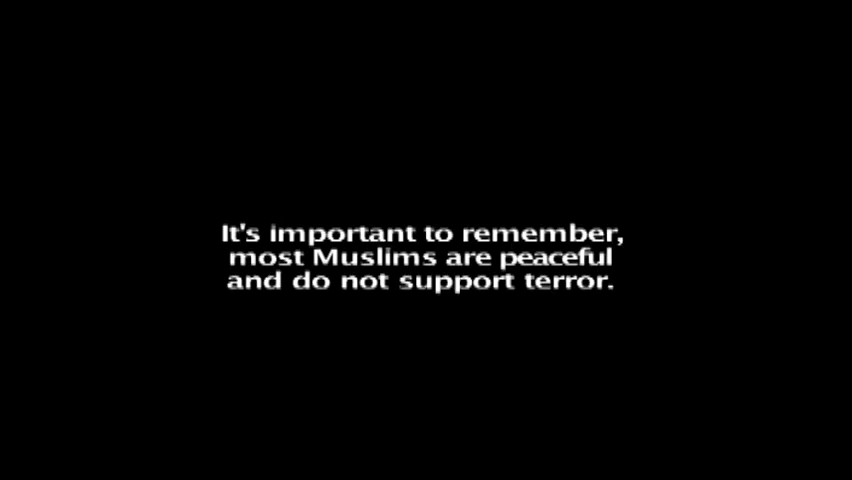 It's important to remember,
most Muslims are peaceful
and do not support terror.